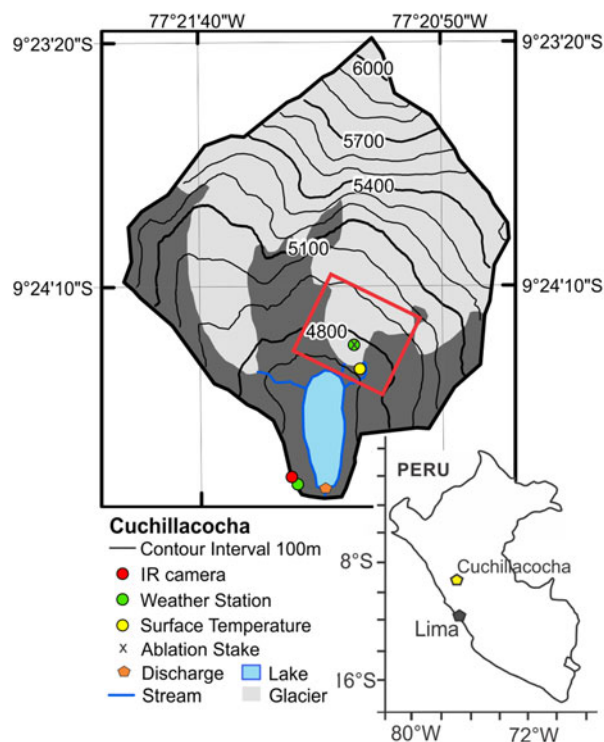 77°21'40"W 77°20'50"W
9°23'20"S 9°23'20"S
6000
5700
5400
5100
9°24'10"S 9°24'10"S
4800
Cuchillacocha
Contour Interval 100m
IR camera
Weather Station
Surface Temperature
Ablation Stake
Discharge Lake
Stream Glacier
PERU
8°S
Cuchillacocha
Lima
16°S
80°W 72°W